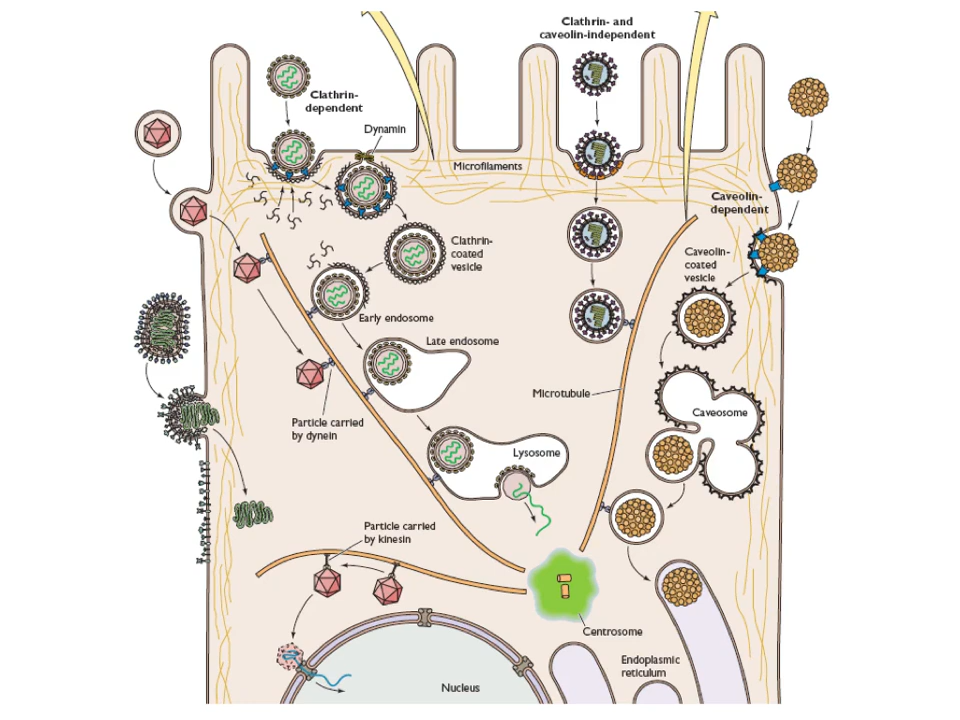 Clathrin- and
caveolin-independent
Clathrin-
dependent
Dynamin
Microfilaments
Caveolin-
dependent
Clathrin-
coated
vesicle
Caveolin-
coated
vesicle
Early endosome
Late endosome
Microtubule
Caveosome
Particle carried
by dynein
Lysosome
Particle carried
by kinesin
Centrosome
Endoplasmic
reticulum
Nucleus